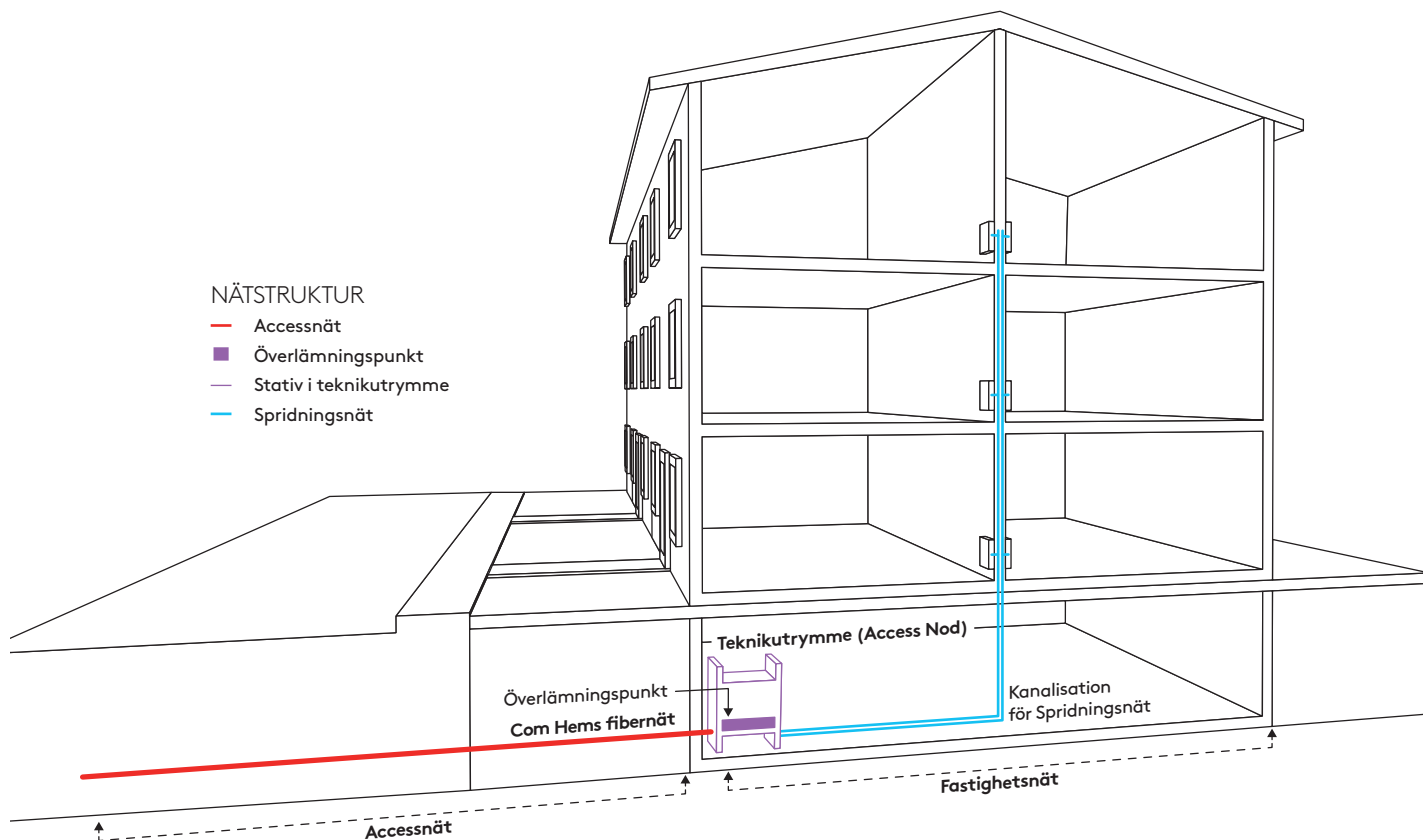 NÄTSTRUKTUR
Accessnät
Överlämningspunkt
Stativ i teknikutrymme
Spridningsnät
Teknikutrymme (Access Nod)
Överlämningspunkt
Com Hems fibernät
Kanalisation
för Spridningsnät
Fastighetsnät
Accessnät